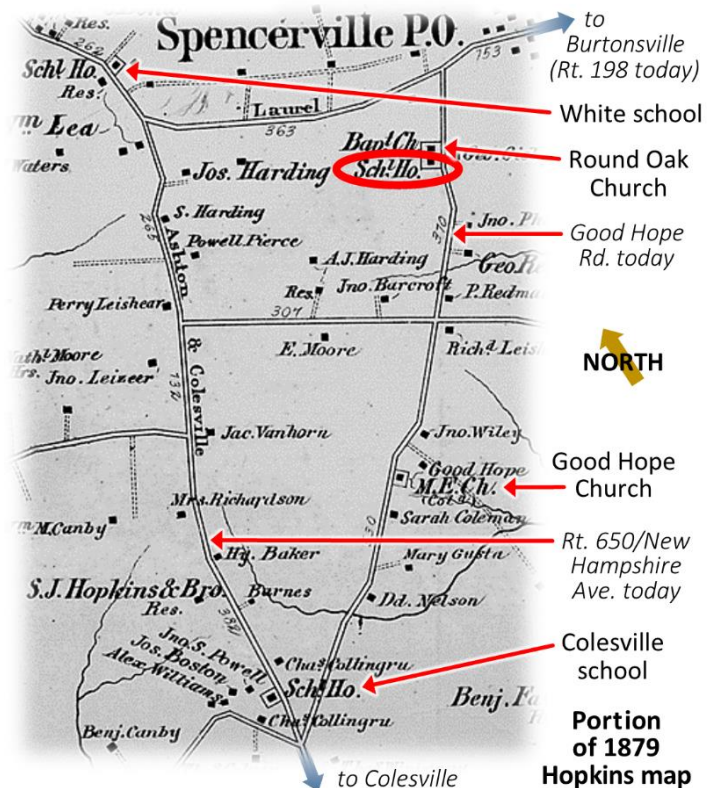 262
Res.
Spencerville P.O.
753
to
Burtonsville
(Rt. 198 today)
Schl. Ho.
Res.
White school
Laurel
363
Lea
Bapt. Ch
Round Oak
Church
Waters
Jos. Harding
Schl. Ho.
S. Harding
Ashton
265
370
Good Hope
Rd. today
Powell Pierce
A.J. Harding
Res.
Jno. Barcroft
Perry Leishear
307
NORTH
E. Moore
Moore
Jno. Leizeer
& Colesville
132
Jac. Vanhorn
Jno. Wiley
Good Hope
M.E. Ch.
Good Hope
Church
Mrs. Richardson
Sarah Coleman
M. Canby
Hy. Baker
Mary Gusta
Rt. 650/New
Hampshire
Ave. today
S.J. Hopkins & Bro.
Res.
Barnes
Dd. Nelson
382
Jno. S. Powell
Jos. Boston
Alex. Williams
Chas. Collingru
Schl. Ho.
Colesville
school
Benj. Canby
Chas. Collingru
Benj.
Portion
of 1879
Hopkins map
to Colesville